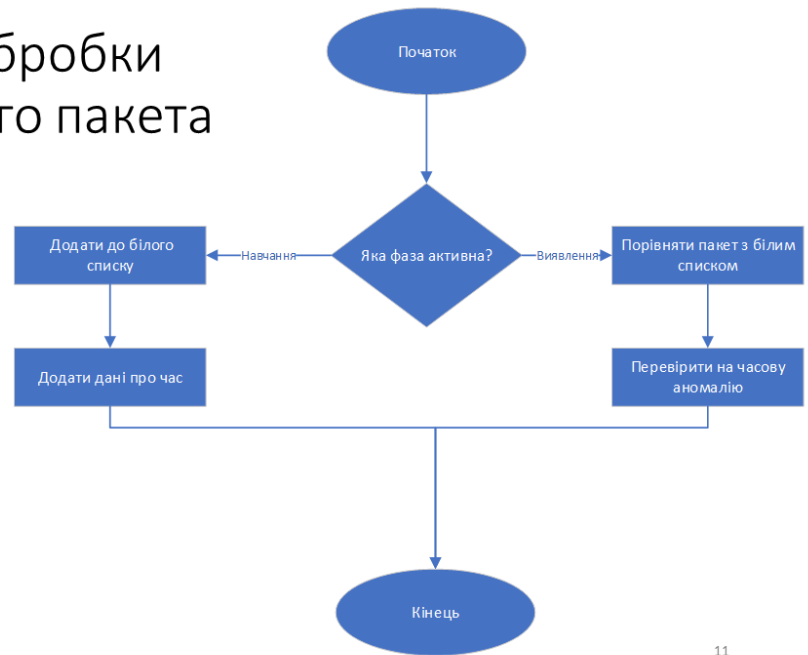 бробки
го пакета
Початок
Яка фаза активна?
Навчання
Виявлення
Додати до білого
списку
Порівняти пакет з білим
списком
Додати дані про час
Перевірити на часову
аномалію
Кінець
11